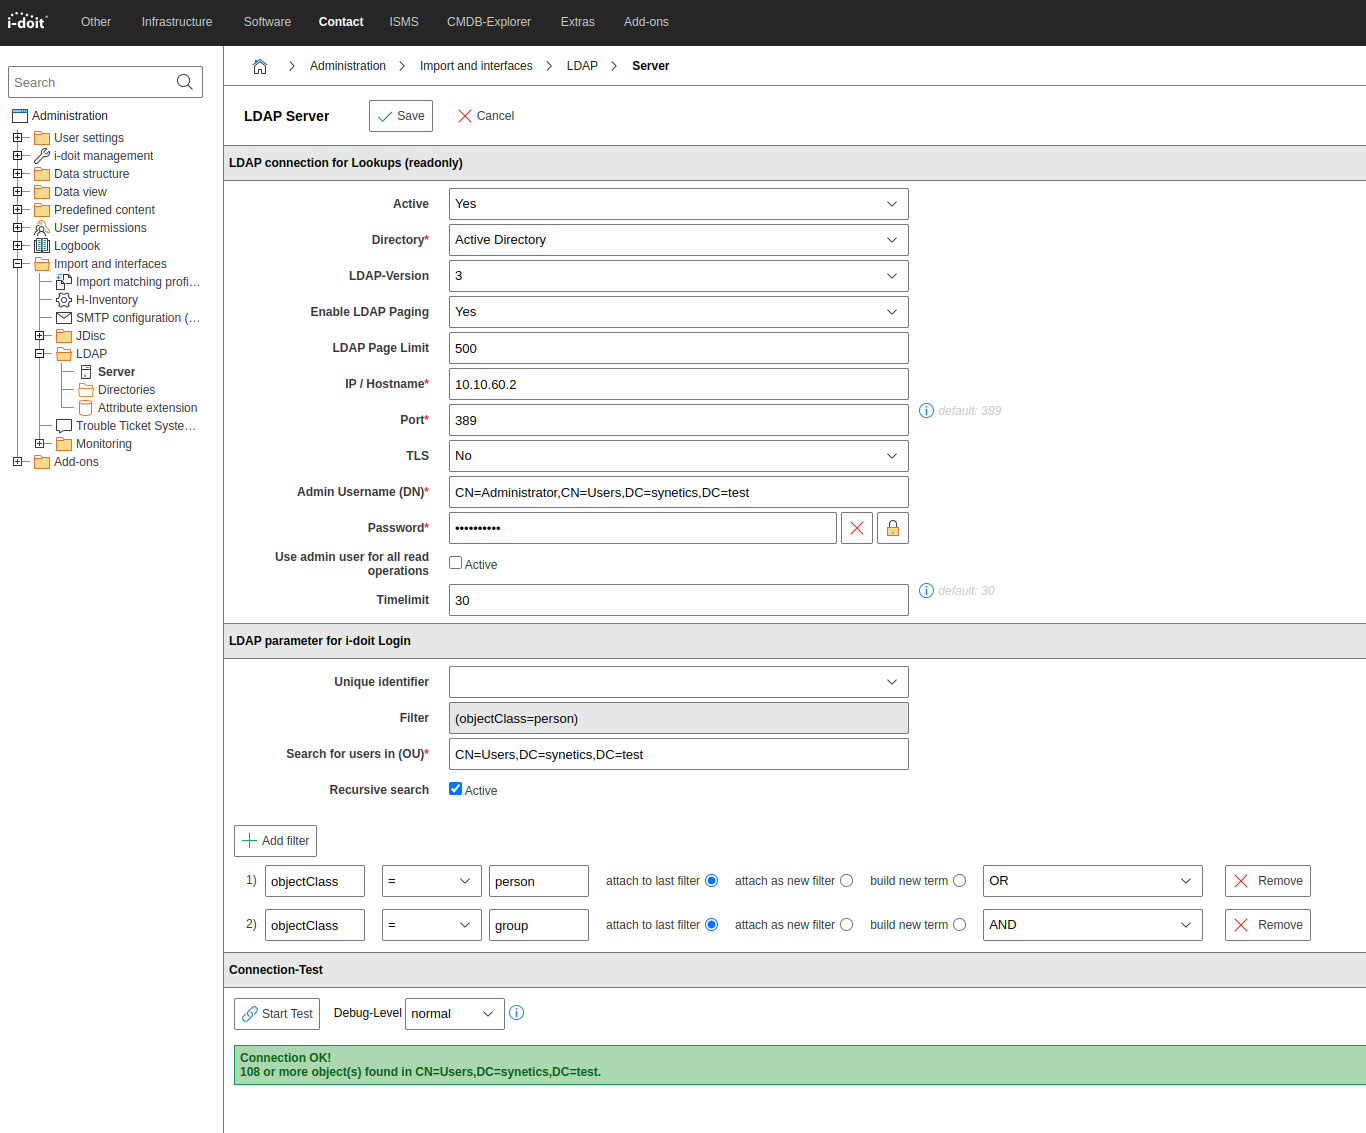 i-doit Other Infrastructure Software Contact ISMS CMDB-Explorer Extras Add-ons
Search
Administration
User settings
i-doit management
Data structure
Data view
Predefined content
User permissions
Logbook
Import and interfaces
Import matching profi...
H-Inventory
SMTP configuration (...
JDisc
LDAP
Server
Directories
Attribute extension
Trouble Ticket Syste...
Monitoring
Add-ons
Administration Import and interfaces LDAP Server
LDAP Server Save Cancel
LDAP connection for Lookups (readonly)
Active Yes
Directory* Active Directory
LDAP-Version 3
Enable LDAP Paging Yes
LDAP Page Limit 500
IP / Hostname* 10.10.60.2
Port* 389 default: 389
TLS No
Admin Username (DN)* CN=Administrator,CN=Users,DC=synetics,DC=test
Password* ••••••••••
Use admin user for all read
operations Active
Timelimit 30 default: 30
LDAP parameter for i-doit Login
Unique identifier
Filter (objectClass=person)
Search for users in (OU)* CN=Users,DC=synetics,DC=test
Recursive search Active
Add filter
1) objectClass = person attach to last filter attach as new filter build new term OR Remove
2) objectClass = group attach to last filter attach as new filter build new term AND Remove
Connection-Test
Start Test Debug-Level normal
Connection OK!
108 or more object(s) found in CN=Users,DC=synetics,DC=test.